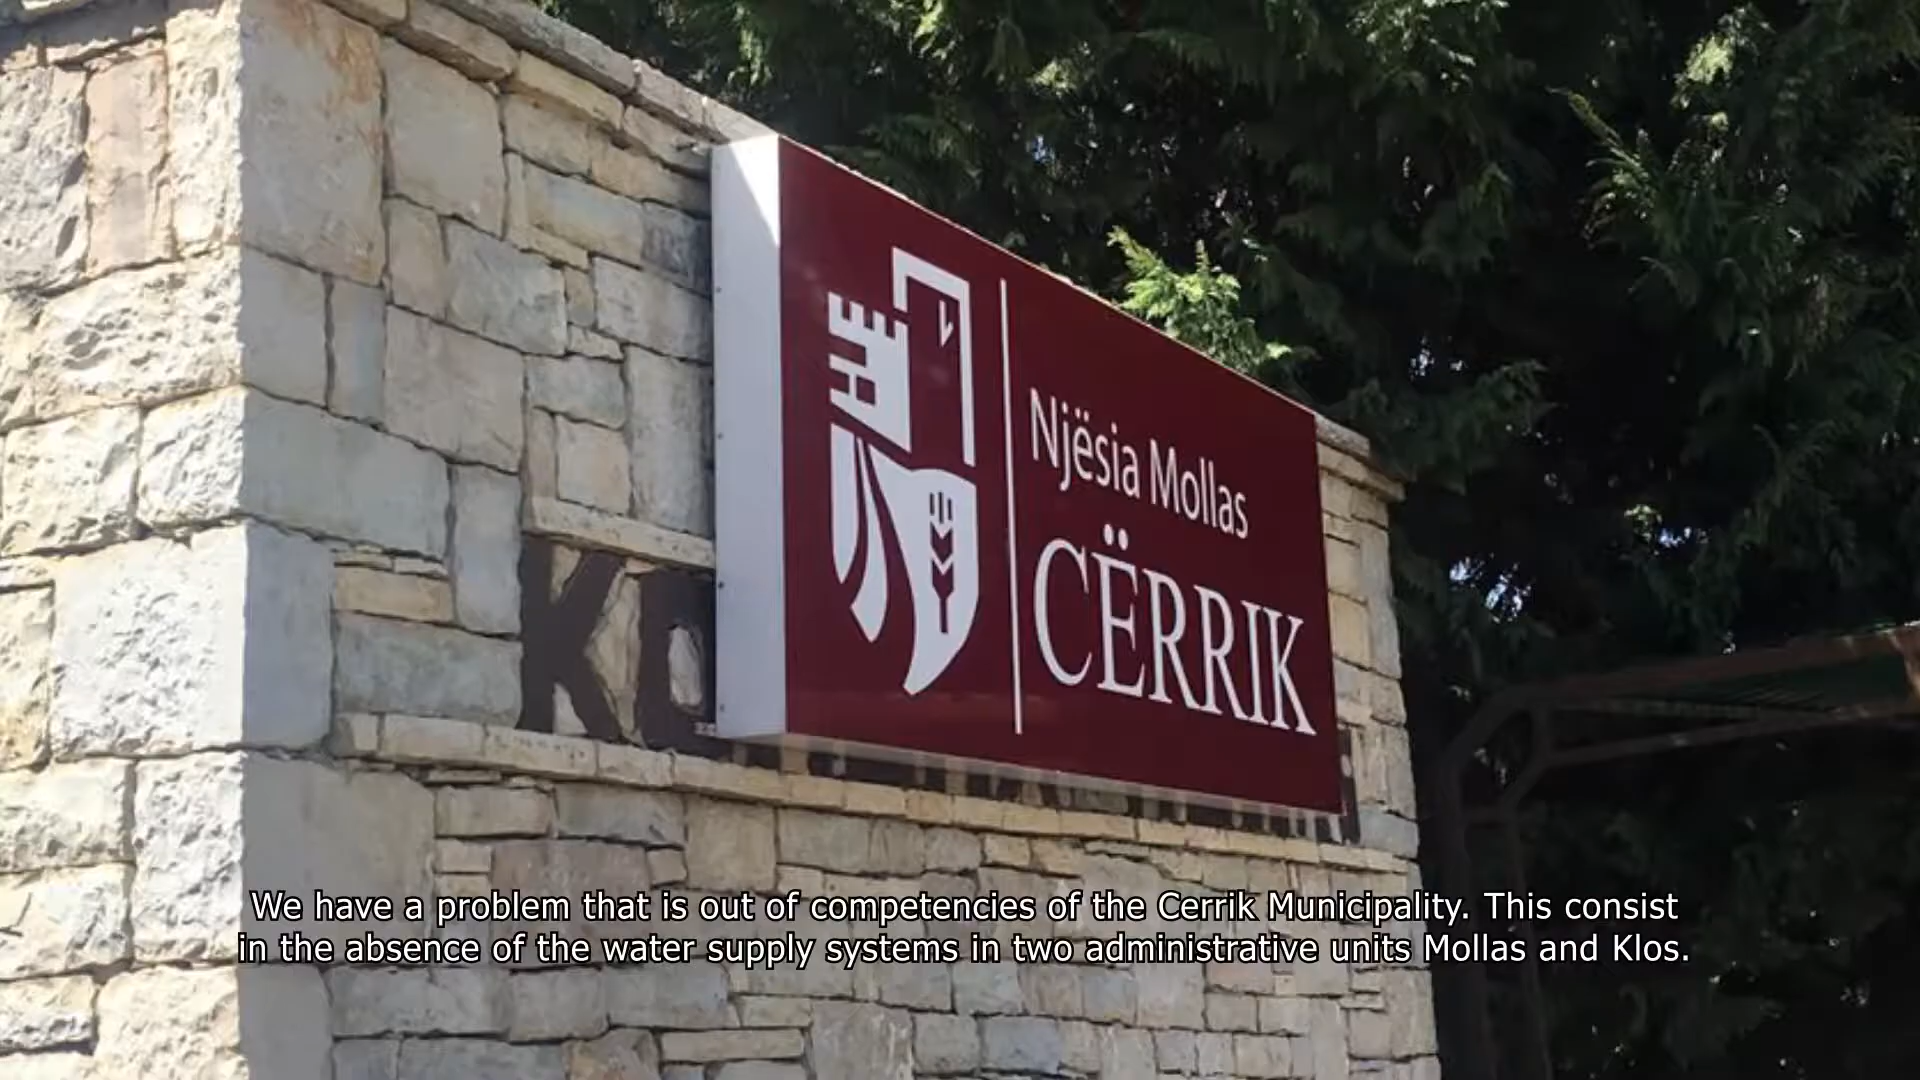 Njësia Mollas
CËRRIK
We have a problem that is out of competencies of the Cerrik Municipality. This consist
in the absence of the water supply systems in two administrative units Mollas and Klos.